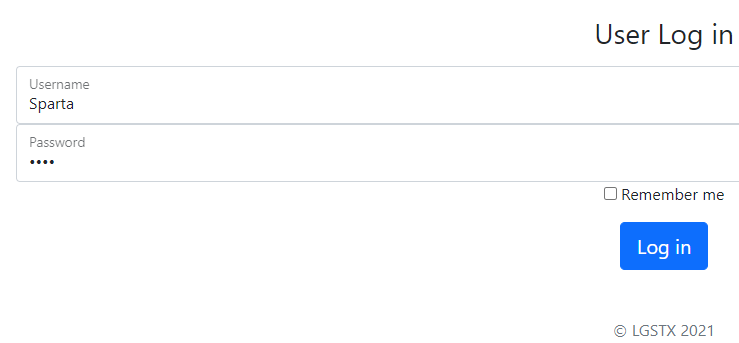 User Log in
Username
Sparta
Password
••••
Remember me
Log in
© LGSTX 2021